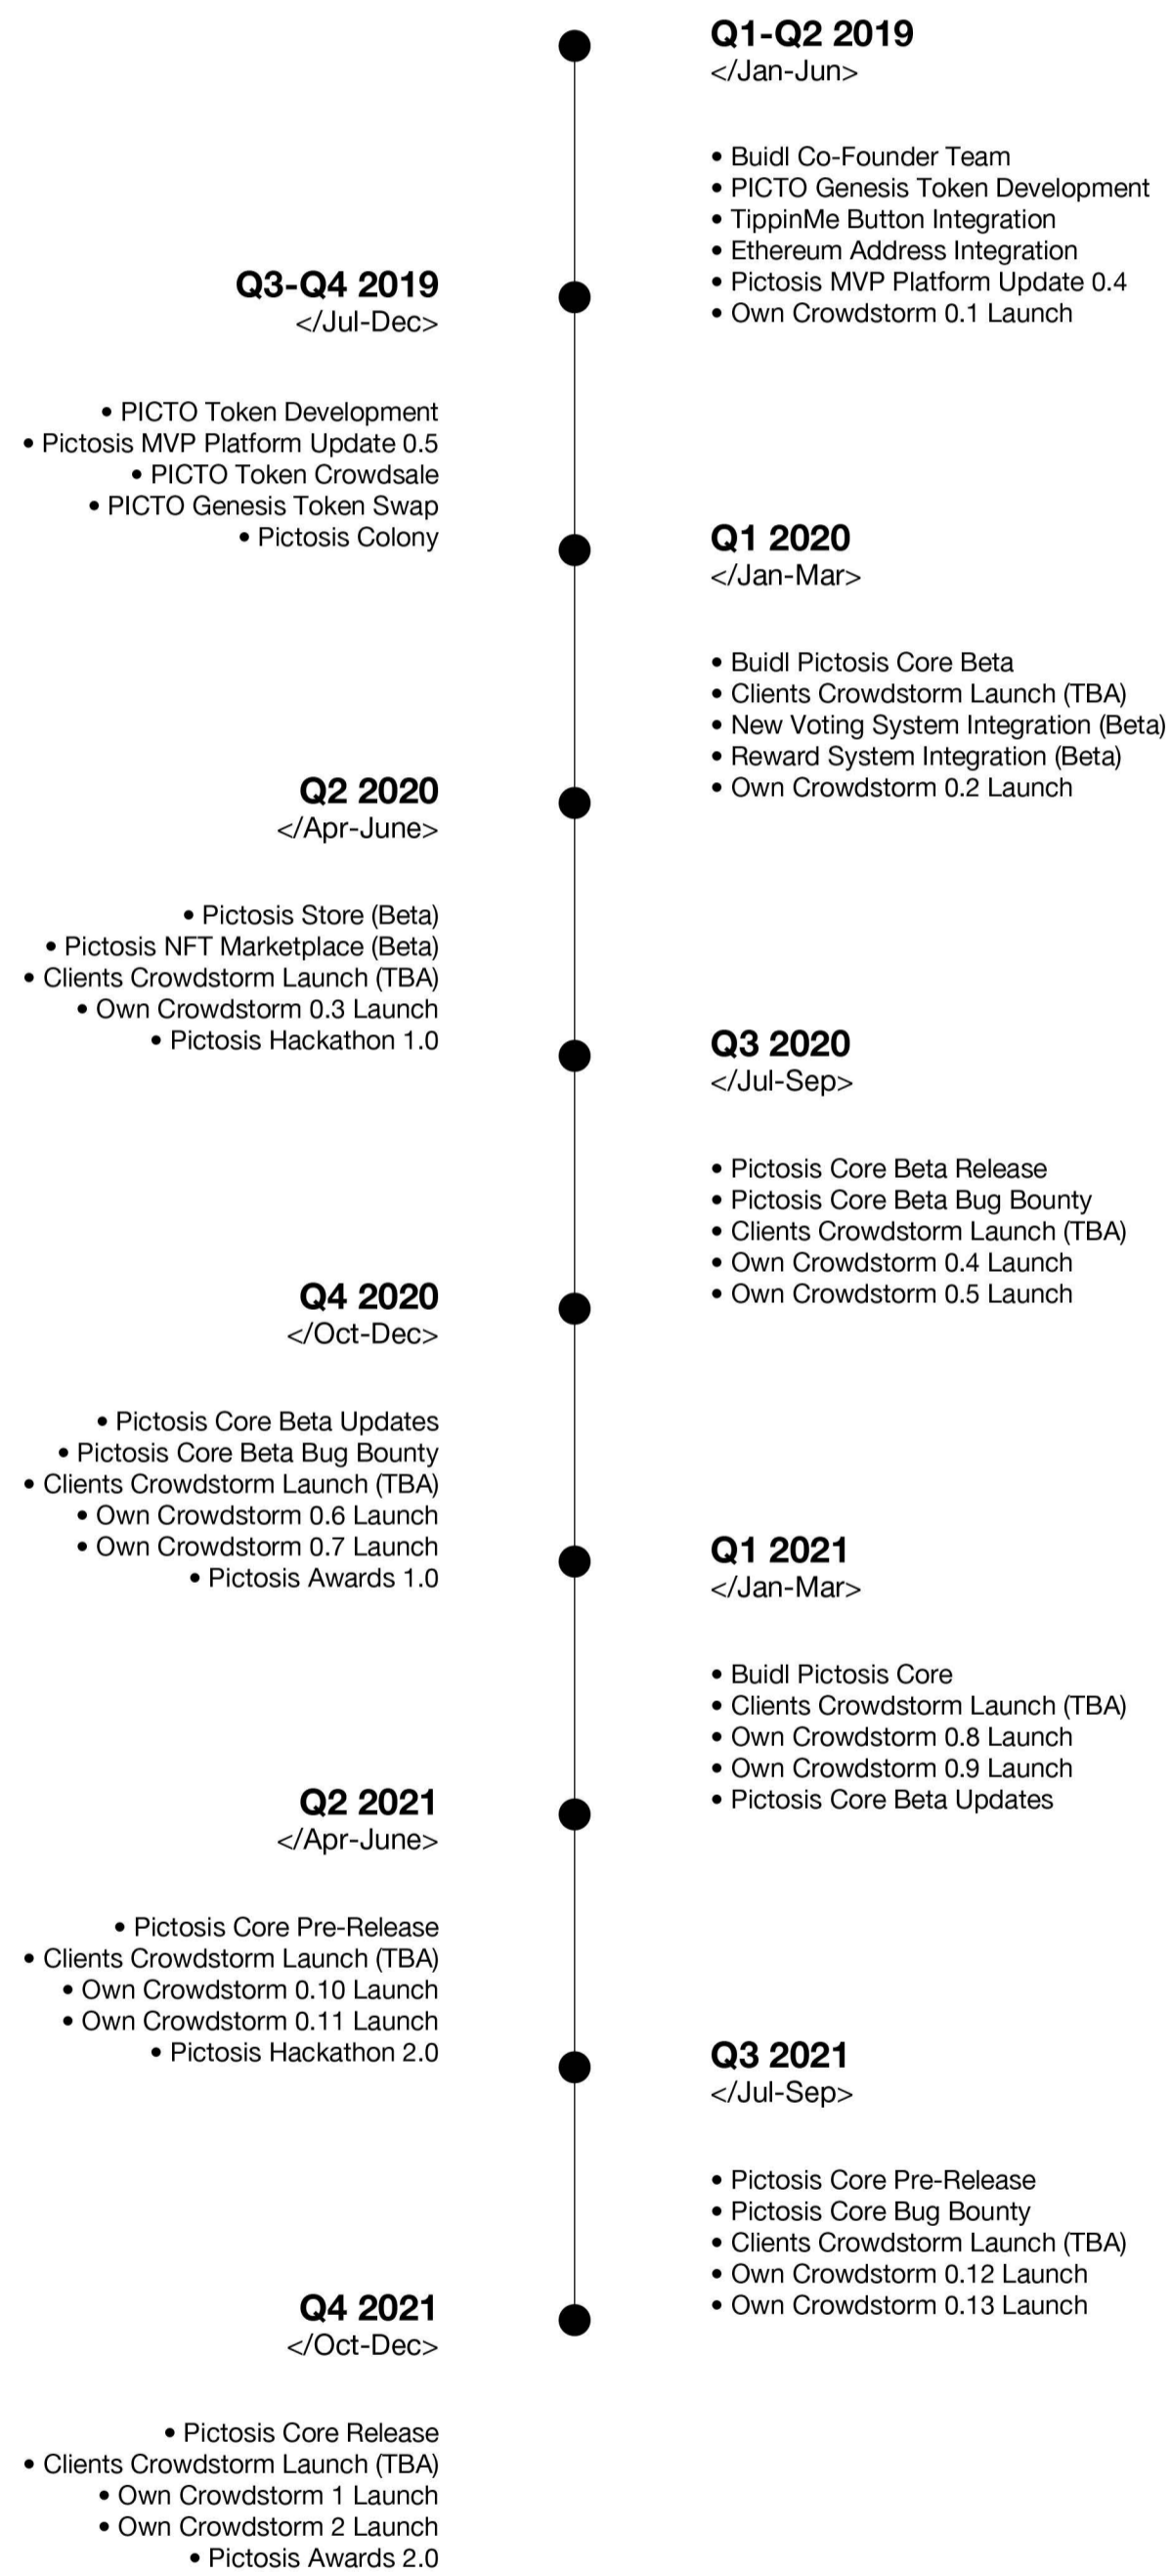 Q1-Q2 2019
</Jan-Jun>
• Buidl Co-Founder Team
• PICTO Genesis Token Development
• TippinMe Button Integration
• Ethereum Address Integration
• Pictosis MVP Platform Update 0.4
• Own Crowdstorm 0.1 Launch
Q3-Q4 2019
</Jul-Dec>
• PICTO Token Development
• Pictosis MVP Platform Update 0.5
• PICTO Token Crowdsale
• PICTO Genesis Token Swap
• Pictosis Colony
Q1 2020
</Jan-Mar>
• Buidl Pictosis Core Beta
• Clients Crowdstorm Launch (TBA)
• New Voting System Integration (Beta)
• Reward System Integration (Beta)
• Own Crowdstorm 0.2 Launch
Q2 2020
</Apr-June>
• Pictosis Store (Beta)
• Pictosis NFT Marketplace (Beta)
• Clients Crowdstorm Launch (TBA)
• Own Crowdstorm 0.3 Launch
• Pictosis Hackathon 1.0
Q3 2020
</Jul-Sep>
• Pictosis Core Beta Release
• Pictosis Core Beta Bug Bounty
• Clients Crowdstorm Launch (TBA)
• Own Crowdstorm 0.4 Launch
• Own Crowdstorm 0.5 Launch
Q4 2020
</Oct-Dec>
• Pictosis Core Beta Updates
• Pictosis Core Beta Bug Bounty
• Clients Crowdstorm Launch (TBA)
• Own Crowdstorm 0.6 Launch
• Own Crowdstorm 0.7 Launch
• Pictosis Awards 1.0
Q1 2021
</Jan-Mar>
• Buidl Pictosis Core
• Clients Crowdstorm Launch (TBA)
• Own Crowdstorm 0.8 Launch
• Own Crowdstorm 0.9 Launch
• Pictosis Core Beta Updates
Q2 2021
</Apr-June>
• Pictosis Core Pre-Release
• Clients Crowdstorm Launch (TBA)
• Own Crowdstorm 0.10 Launch
• Own Crowdstorm 0.11 Launch
• Pictosis Hackathon 2.0
Q3 2021
</Jul-Sep>
• Pictosis Core Pre-Release
• Pictosis Core Bug Bounty
• Clients Crowdstorm Launch (TBA)
• Own Crowdstorm 0.12 Launch
• Own Crowdstorm 0.13 Launch
Q4 2021
</Oct-Dec>
• Pictosis Core Release
• Clients Crowdstorm Launch (TBA)
• Own Crowdstorm 1 Launch
• Own Crowdstorm 2 Launch
• Pictosis Awards 2.0